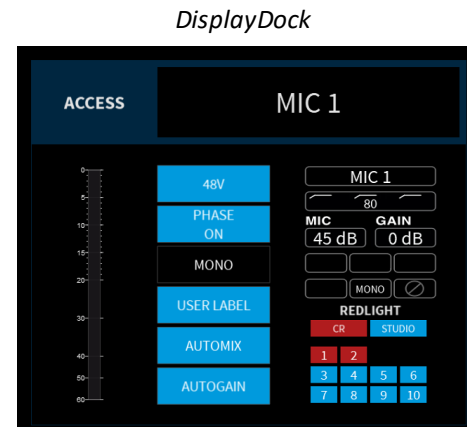 DisplayDock
ACCESS
MIC 1
0
5
10
15
20
30
40
50
60
48V
PHASE
ON
MONO
USER LABEL
AUTOMIX
AUTOGAIN
MIC 1
80
MIC GAIN
45 dB 0 dB
MONO
REDLIGHT
CR STUDIO
1 2
3 4 5 6
7 8 9 10